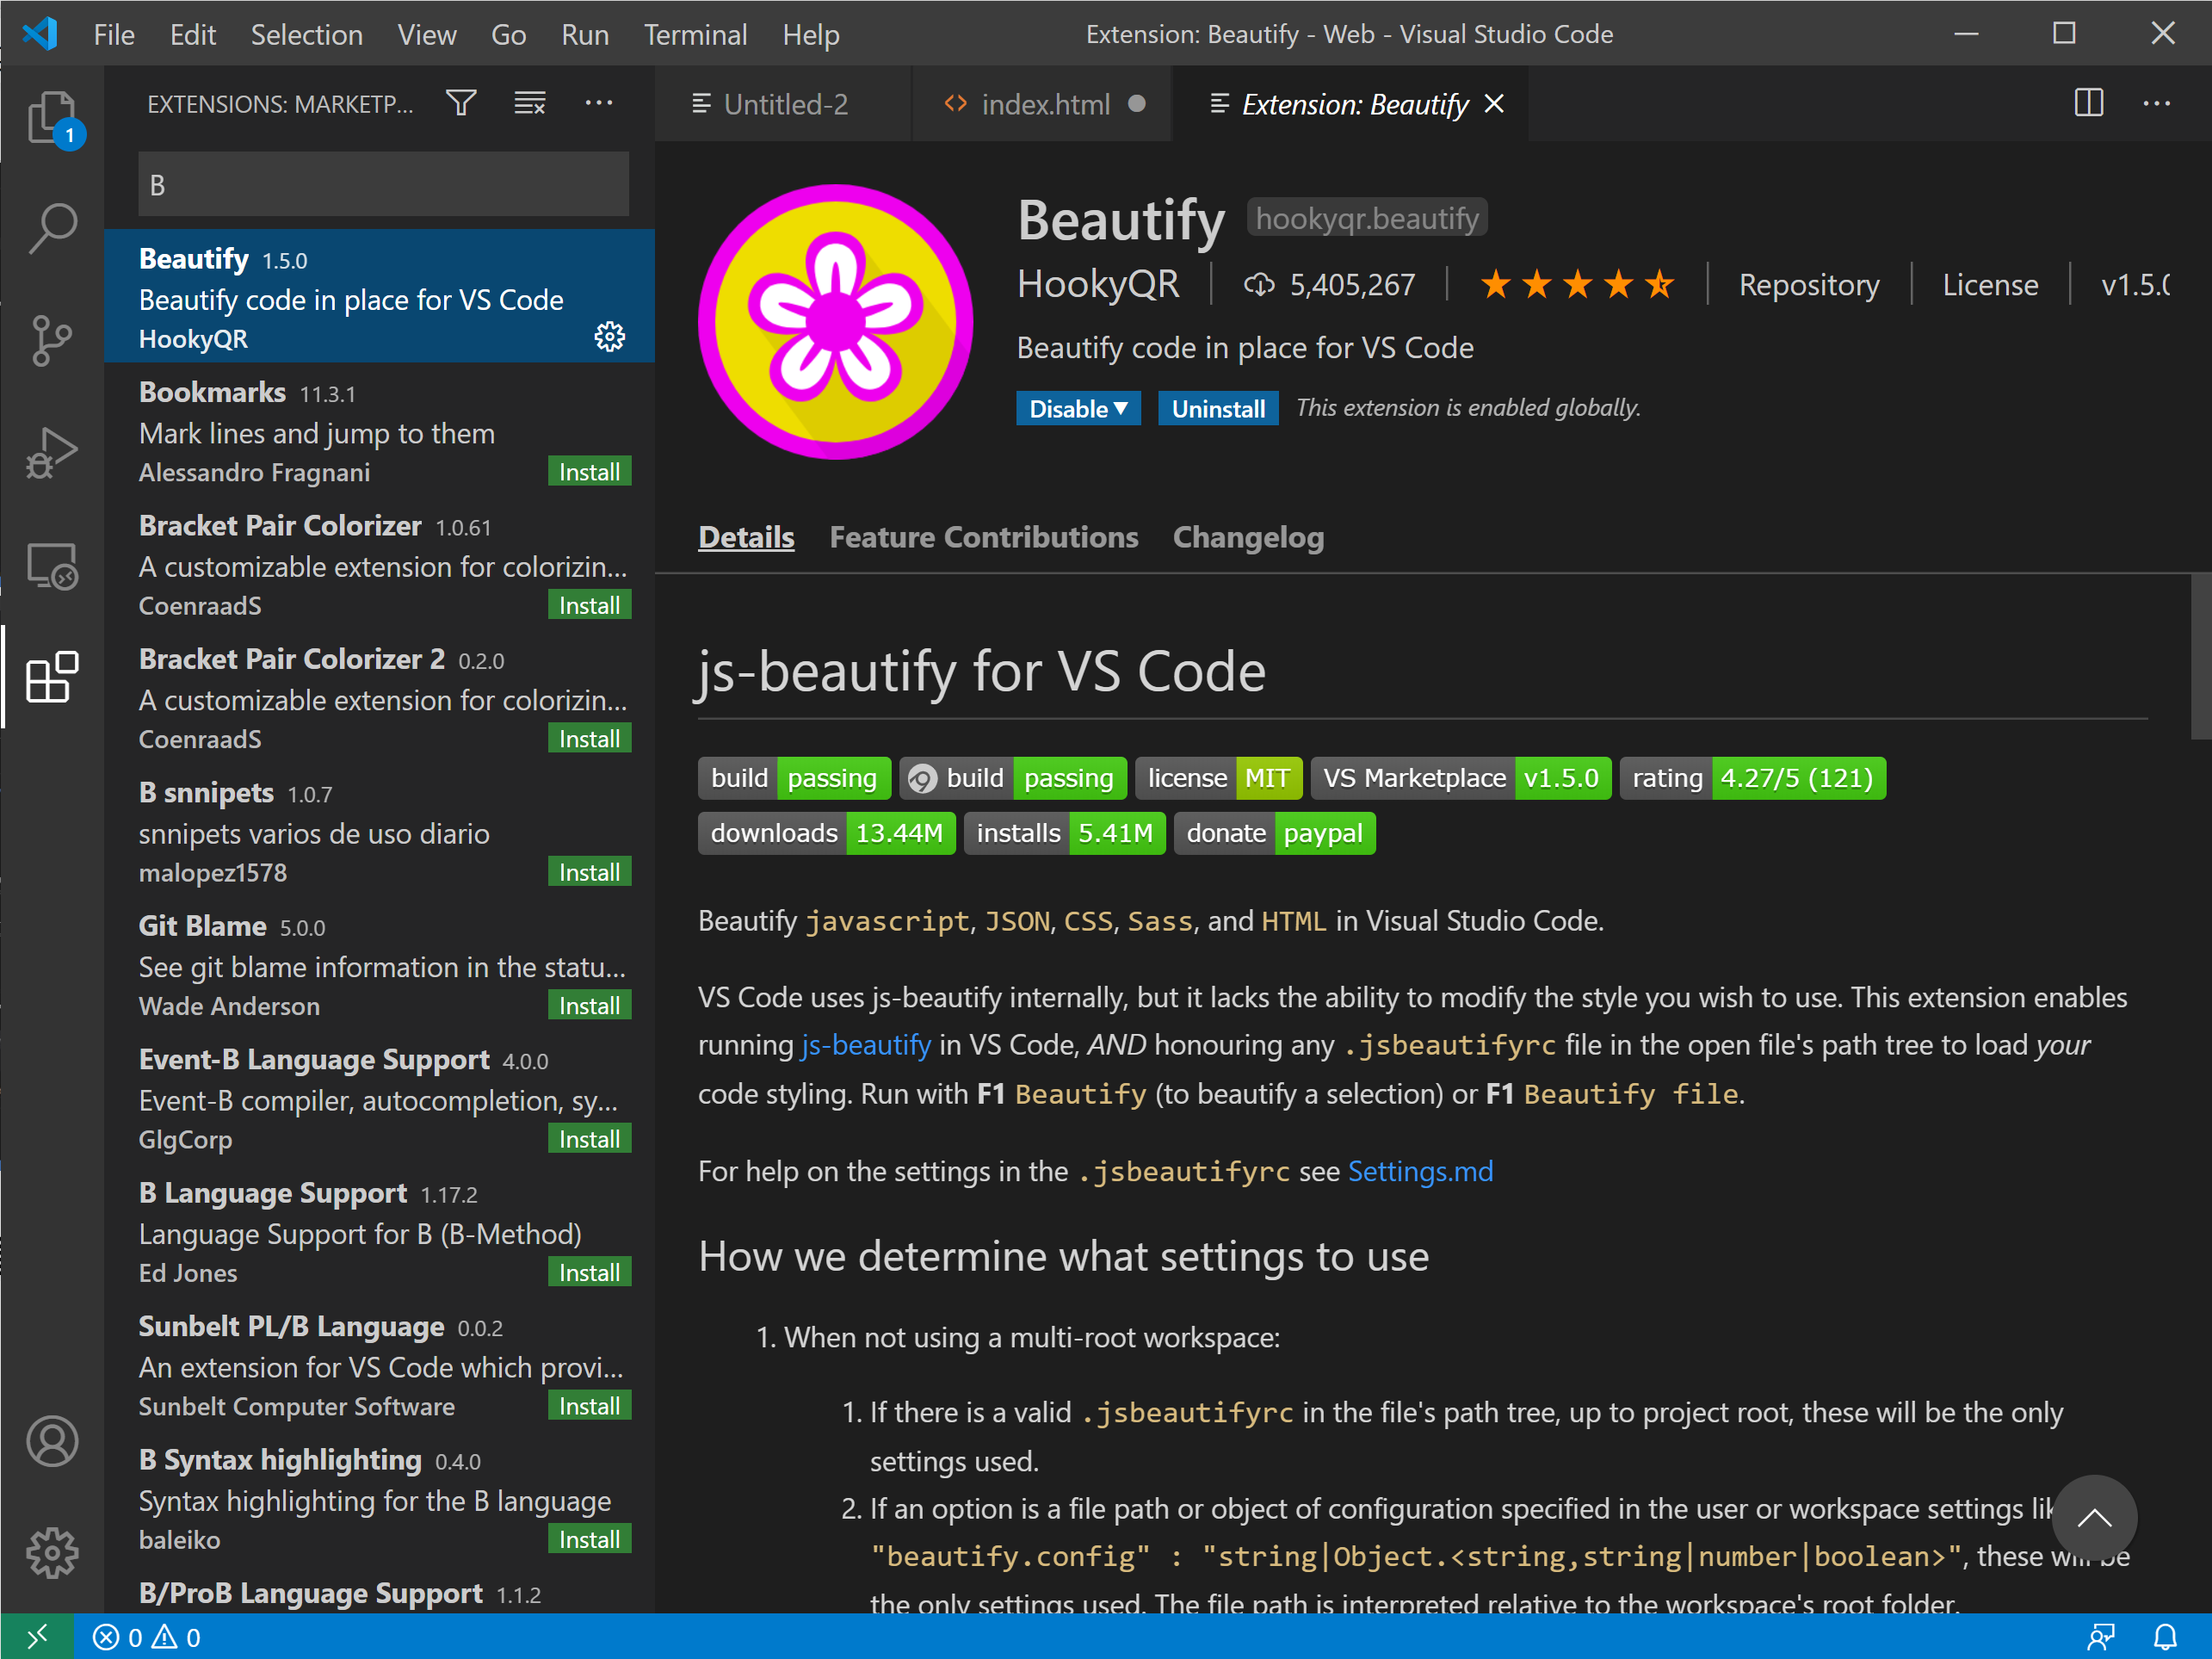 File Edit Selection View Go Run Terminal Help
Extension: Beautify - Web - Visual Studio Code
1
EXTENSIONS: MARKETP...
B
Beautify 1.5.0
Beautify code in place for VS Code
HookyQR
Bookmarks 11.3.1
Mark lines and jump to them
Alessandro Fragnani Install
Bracket Pair Colorizer 1.0.61
A customizable extension for colorizin...
CoenraadS Install
Bracket Pair Colorizer 2 0.2.0
A customizable extension for colorizin...
CoenraadS Install
B snnipets 1.0.7
snnipets varios de uso diario
malopez1578 Install
Git Blame 5.0.0
See git blame information in the statu...
Wade Anderson Install
Event-B Language Support 4.0.0
Event-B compiler, autocompletion, sy...
GlgCorp Install
B Language Support 1.17.2
Language Support for B (B-Method)
Ed Jones Install
Sunbelt PL/B Language 0.0.2
An extension for VS Code which provi...
Sunbelt Computer Software Install
B Syntax highlighting 0.4.0
Syntax highlighting for the B language
baleiko Install
B/ProB Language Support 1.1.2
Untitled-2 index.html Extension: Beautify
Beautify hookyqr.beautify
HookyQR 5,405,267 Repository License v1.5.0
Beautify code in place for VS Code
Disable Uninstall This extension is enabled globally.
Details Feature Contributions Changelog
js-beautify for VS Code
build passing build passing license MIT VS Marketplace v1.5.0 rating 4.27/5 (121)
downloads 13.44M installs 5.41M donate paypal
Beautify javascript, JSON, CSS, Sass, and HTML in Visual Studio Code.
VS Code uses js-beautify internally, but it lacks the ability to modify the style you wish to use. This extension enables
running js-beautify in VS Code, AND honouring any .jsbeautifyrc file in the open file's path tree to load your
code styling. Run with F1 Beautify (to beautify a selection) or F1 Beautify file.
For help on the settings in the .jsbeautifyrc see Settings.md
How we determine what settings to use
1. When not using a multi-root workspace:
1. If there is a valid .jsbeautifyrc in the file's path tree, up to project root, these will be the only
settings used.
2. If an option is a file path or object of configuration specified in the user or workspace settings lik
"beautify.config" : "string|Object.<string,string|number|boolean>", these will be
the only settings used. The file path is interpreted relative to the workspace's root folder.
0 0